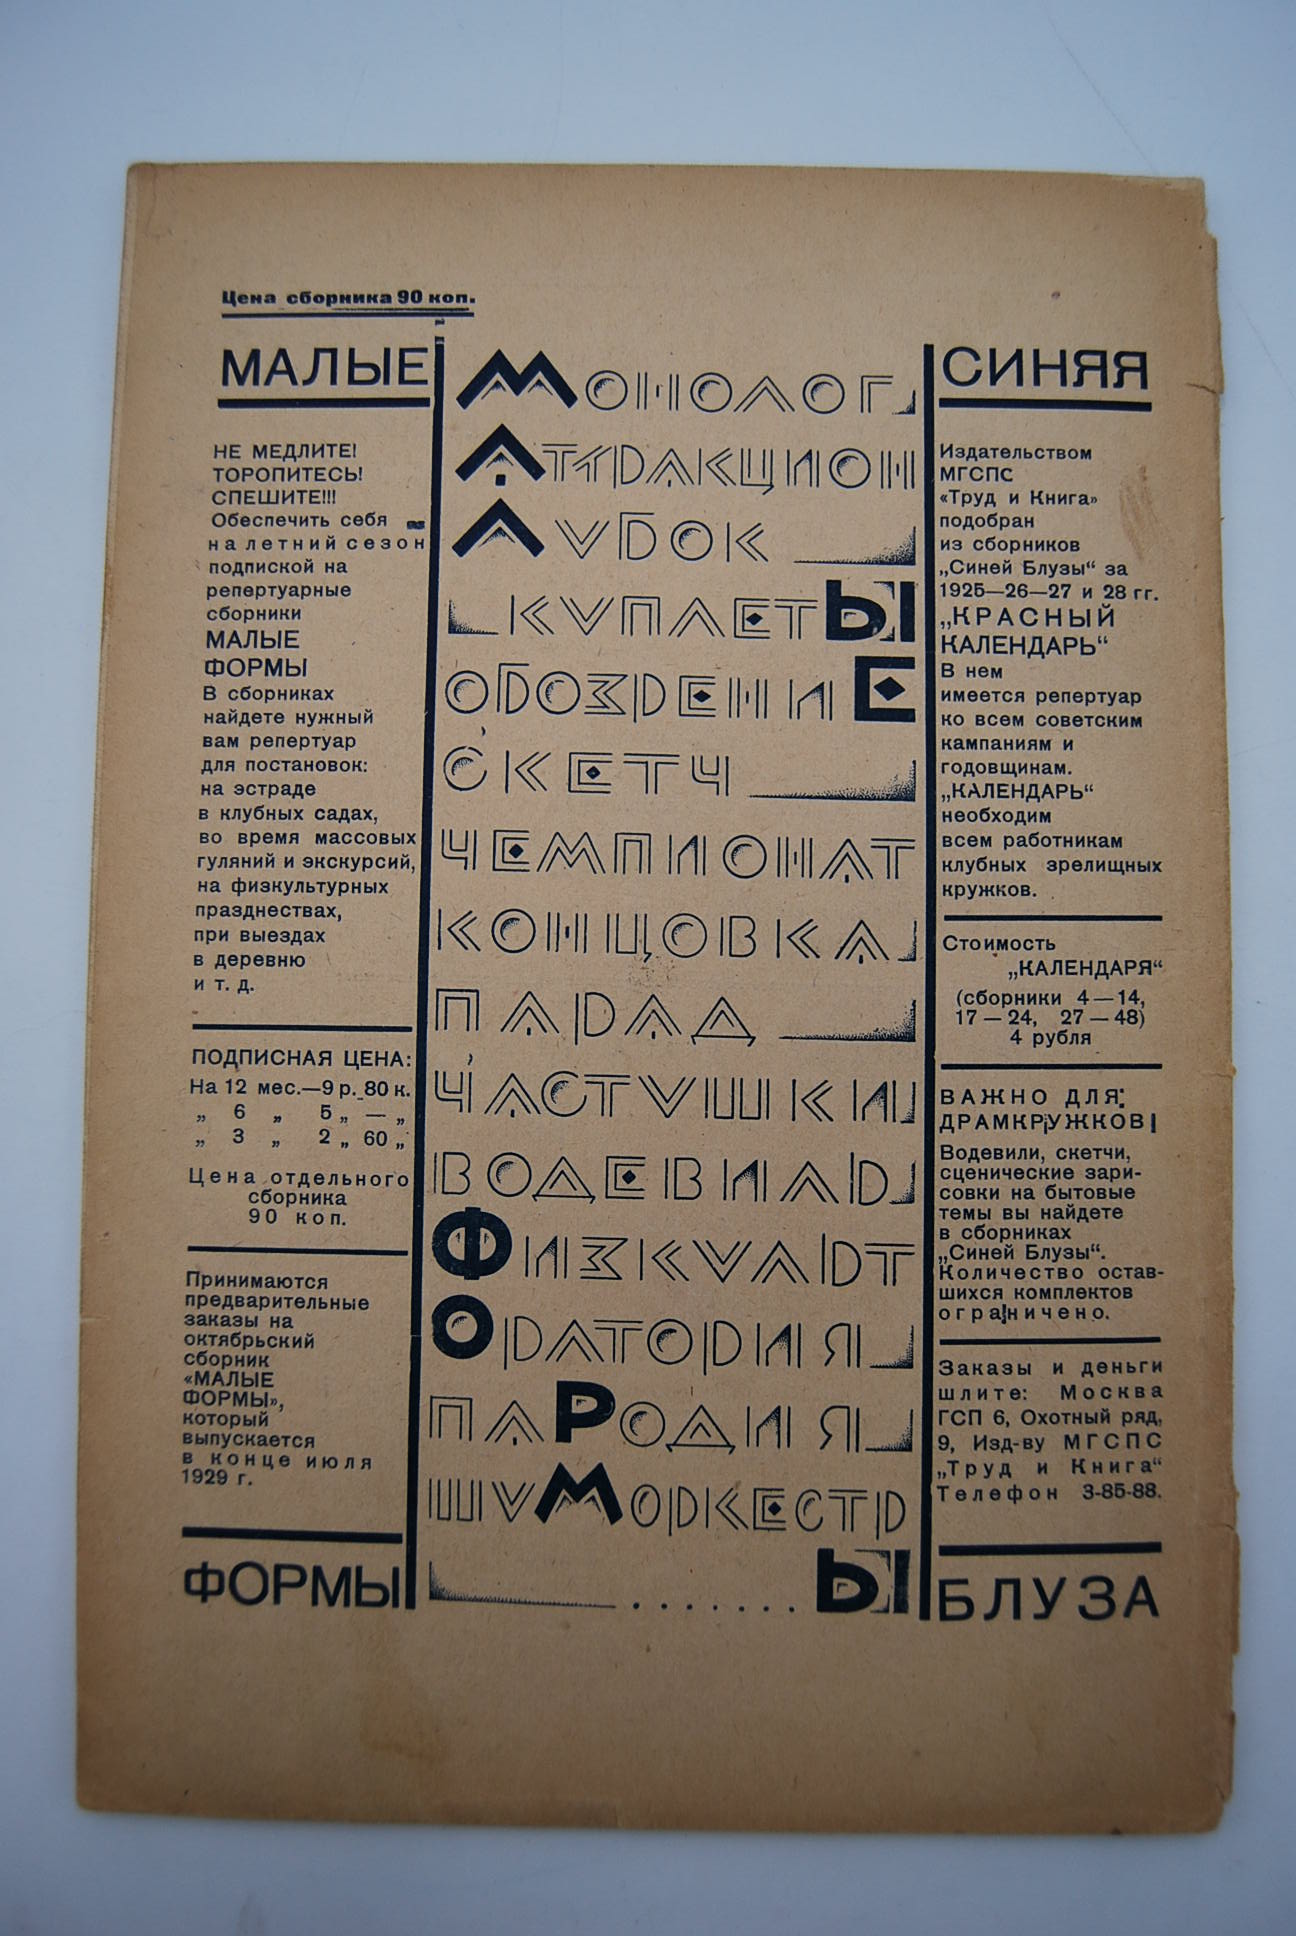 Цена сборника 90 коп.
МАЛЫЕ
НЕ МЕДЛИТЕ!
ТОРОПИТЕСЬ!
СПЕШИТЕ!!!
Обеспечить себя
на летний сезон
подпиской на
репертуарные
сборники
МАЛЫЕ
ФОРМЫ
В сборниках
найдете нужный
вам репертуар
для постановок:
на эстраде
в клубных садах,
во время массовых
гуляний и экскурсий,
на физкультурных
празднествах,
при выездах
в деревню
и т. д.
ПОДПИСНАЯ ЦЕНА:
На 12 мес.—9 р. 80 к.
„ 6 „ 5 „ — „
„ 3 „ 2 „ 60 „
Цена отдельного
сборника
90 коп.
Принимаются
предварительные
заказы на
октябрьский
сборник
«МАЛЫЕ
ФОРМЫ»,
который
выпускается
в конце июля
1929 г.
ФОРМЫ
МОНОЛОГ
АТТРАКЦИОН
ЛУБОК
КУПЛЕТЫ
ОБОЗРЕНИЕ
СКЕТЧ
ЧЕМПИОНАТ
КОНЦОВКА
ПАРАД
ЧАСТУШКИ
ВОДЕВИЛЬ
ФИЗКУЛЬТ
ОРАТОРИЯ
ПАРОДИЯ
ШУМОРКЕСТР
.......Ы
СИНЯЯ
Издательством
МГСПС
«Труд и Книга»
подобран
из сборников
„Синей Блузы“ за
1925—26—27 и 28 гг.
„КРАСНЫЙ
КАЛЕНДАРЬ“
В нем
имеется репертуар
ко всем советским
кампаниям и
годовщинам.
„КАЛЕНДАРЬ“
необходим
всем работникам
клубных зрелищных
кружков.
Стоимость
„КАЛЕНДАРЯ“
(сборники 4—14,
17—24, 27—48)
4 рубля
ВАЖНО ДЛЯ
ДРАМКРУЖКОВ!
Водевили, скетчи,
сценические зари-
совки на бытовые
темы вы найдете
в сборниках
„Синей Блузы“.
Количество остав-
шихся комплектов
ограничено.
Заказы и деньги
шлите: Москва
ГСП 6, Охотный ряд,
9, Изд-ву МГСПС
„Труд и Книга“
Телефон 3-85-88.
БЛУЗА